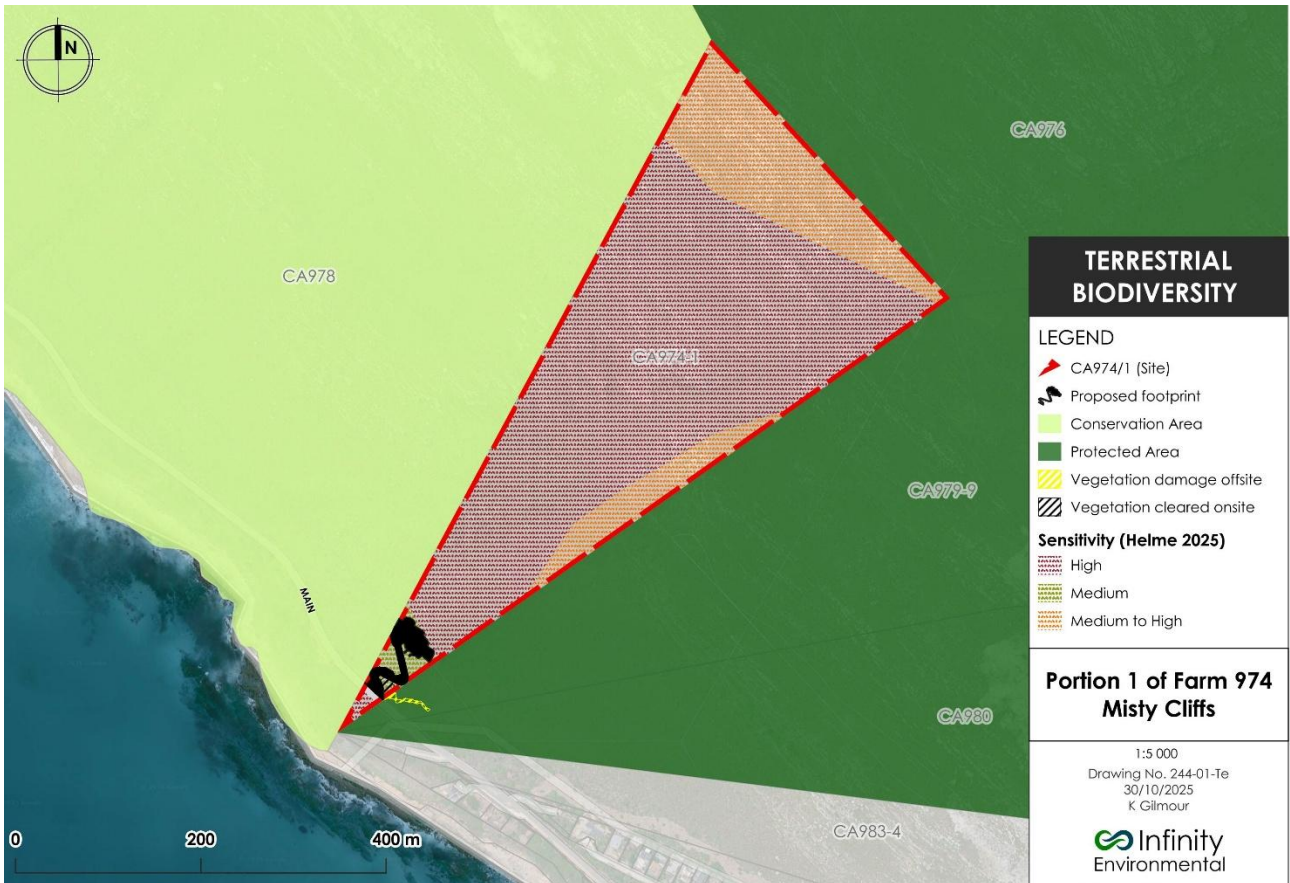 N
CA976
CA978
CA974-1
CA979-9
CA980
CA983-4
MAIN
0 200 400 m
TERRESTRIAL
BIODIVERSITY
LEGEND
CA974/1 (Site)
Proposed footprint
Conservation Area
Protected Area
Vegetation damage offsite
Vegetation cleared onsite
Sensitivity (Helme 2025)
High
Medium
Medium to High
Portion 1 of Farm 974
Misty Cliffs
1:5 000
Drawing No. 244-01-Te
30/10/2025
K Gilmour
Infinity
Environmental